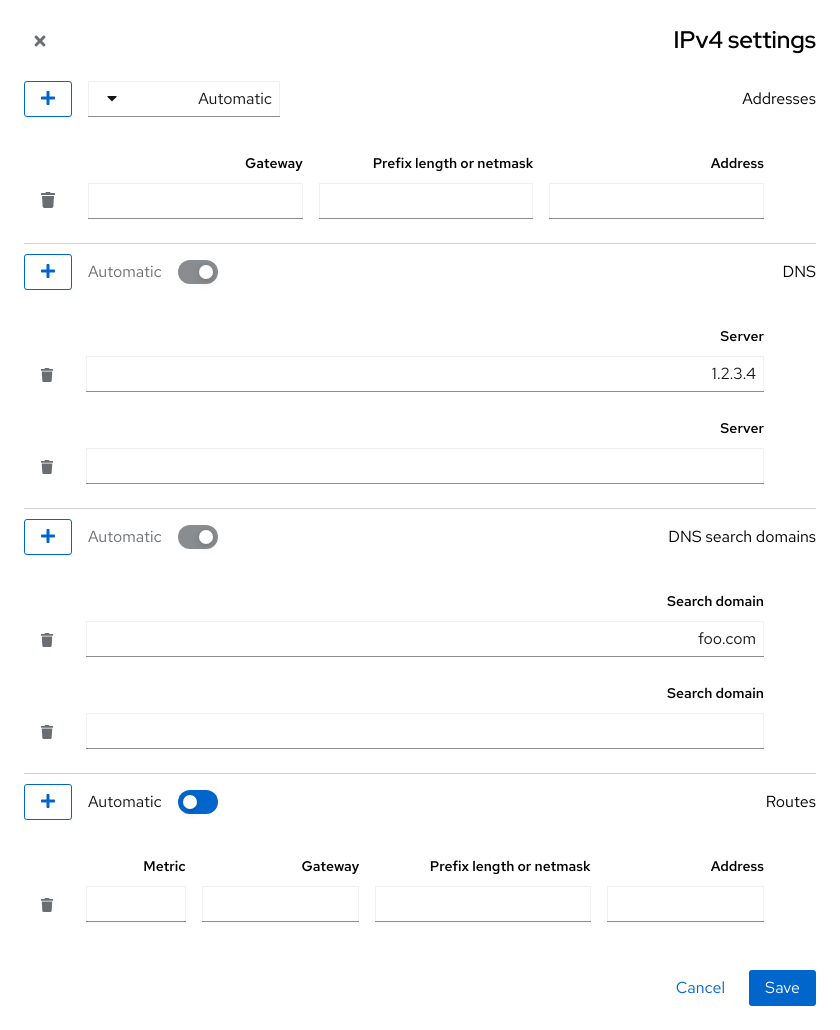 IPv4 settings
Addresses
Automatic
Address
Prefix length or netmask
Gateway
DNS
Automatic
Server
1.2.3.4
Server
DNS search domains
Automatic
Search domain
foo.com
Search domain
Routes
Automatic
Address
Prefix length or netmask
Gateway
Metric
Save
Cancel